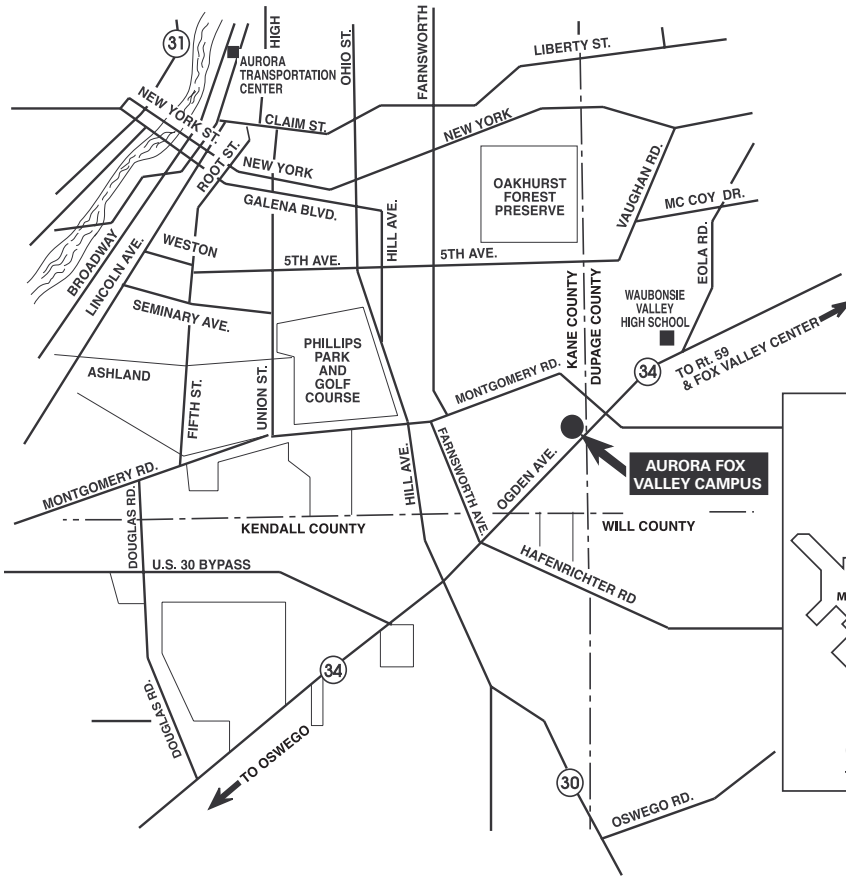 31
AURORA
TRANSPORTATION
CENTER
HIGH
OHIO ST.
FARNSWORTH
LIBERTY ST.
NEW YORK ST.
CLAIM ST.
NEW YORK
ROOT ST.
NEW YORK
GALENA BLVD.
OAKHURST
FOREST
PRESERVE
VAUGHAN RD.
MC COY DR.
HILL AVE.
EOLA RD.
WESTON
5TH AVE.
5TH AVE.
BROADWAY
LINCOLN AVE.
SEMINARY AVE.
WAUBONSIE
VALLEY
HIGH SCHOOL
KANE COUNTY
DUPAGE COUNTY
PHILLIPS
PARK
AND
GOLF
COURSE
ASHLAND
FIFTH ST.
UNION ST.
MONTGOMERY RD.
34
TO Rt. 59
& FOX VALLEY CENTER
MONTGOMERY RD.
HILL AVE.
FARNSWORTH AVE.
OGDEN AVE.
AURORA FOX
VALLEY CAMPUS
DOUGLAS RD.
KENDALL COUNTY
WILL COUNTY
U.S. 30 BYPASS
HAFENRICHTER RD
M
34
DOUGLAS RD.
TO OSWEGO
30
OSWEGO RD.